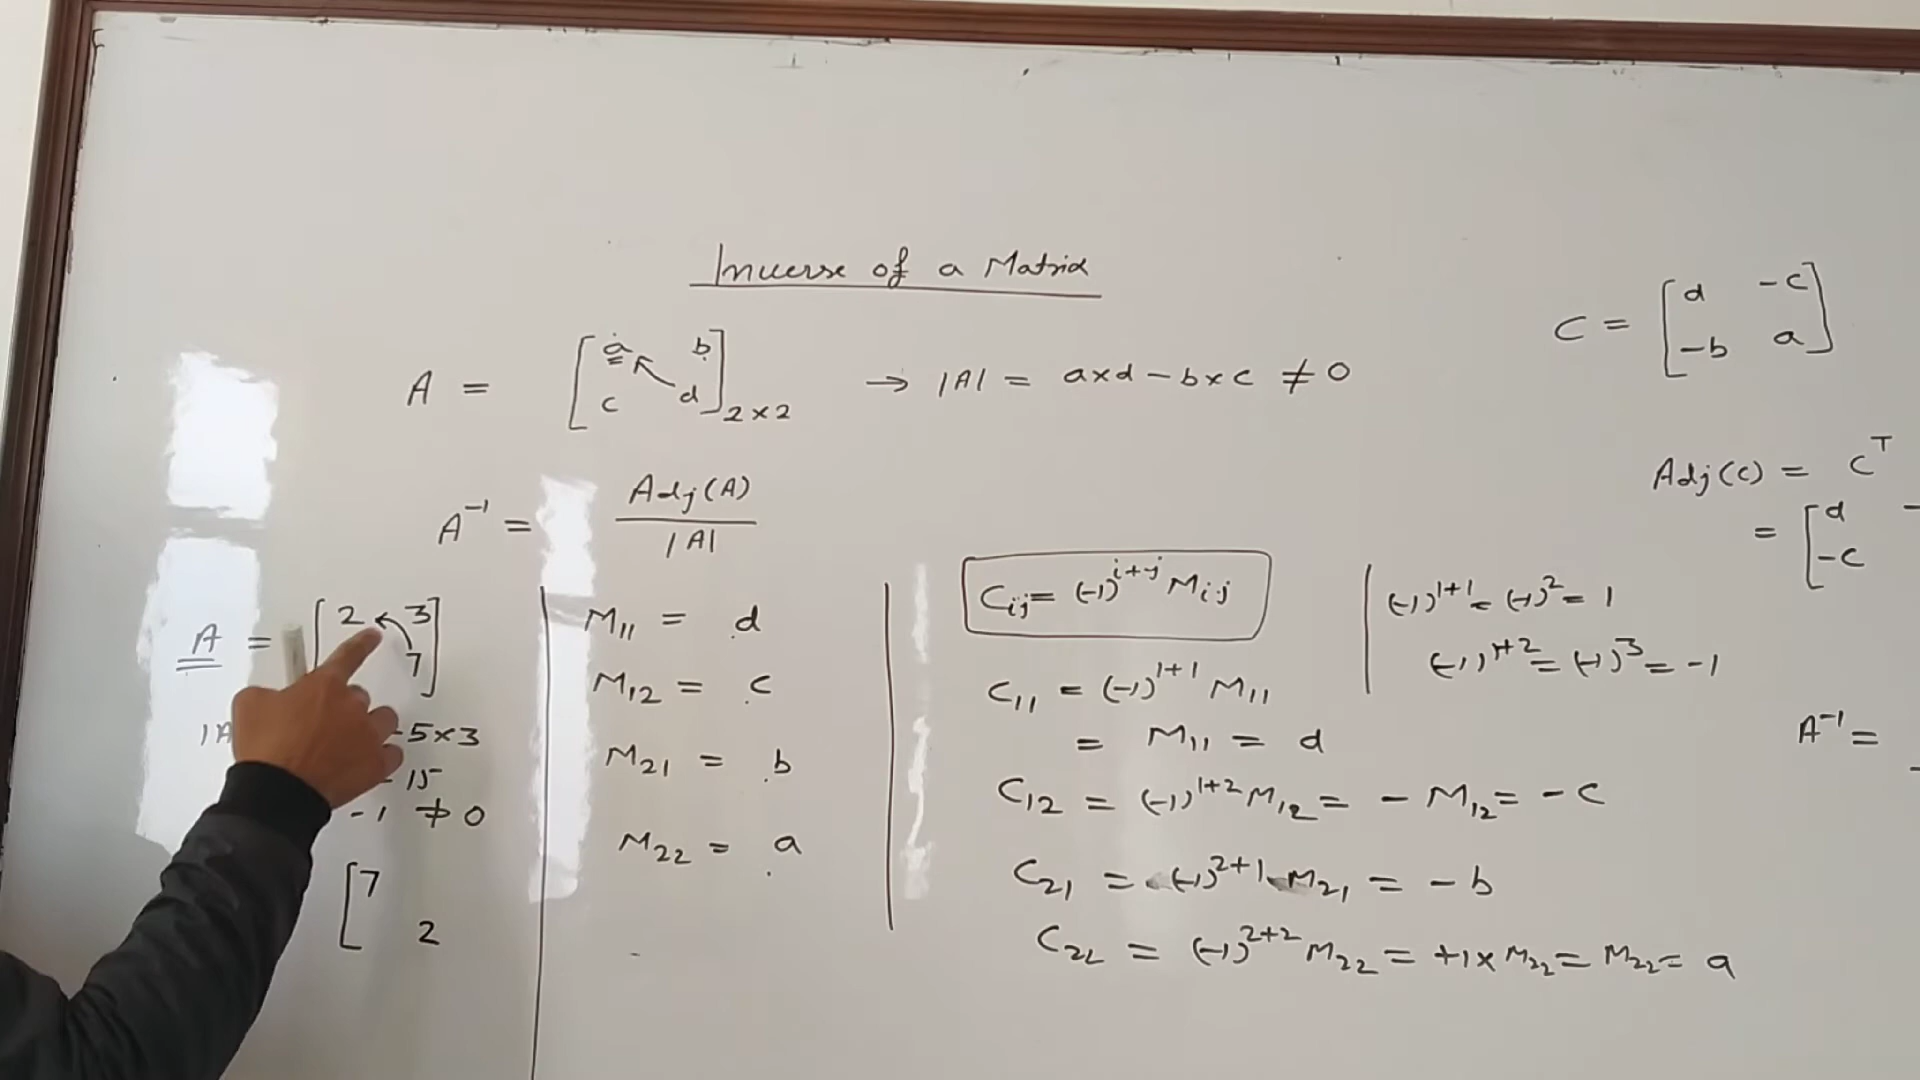 Inverse of a Matrix
A = [a b
c d]2×2 → |A| = a×d − b×c ≠ 0
A⁻¹ = Adj(A)
|A|
A = [2 3
7]
|A
-5×3
- 15
-1 ≠ 0
[7
2
M11 = d
M12 = c
M21 = b
M22 = a
Cij = (-1)^i+j Mij
C11 = (-1)^1+1 M11
= M11 = d
C12 = (-1)^1+2 M12 = - M12 = - c
C21 = (-1)^2+1 M21 = - b
C22 = (-1)^2+2 M22 = +1× M22 = M22 = a
(-1)^1+1 = (-1)^2 = 1
(-1)^1+2 = (-1)^3 = -1
C = [d -c
-b a]
Adj(C) = C^T
= [d -
-c
A⁻¹ =